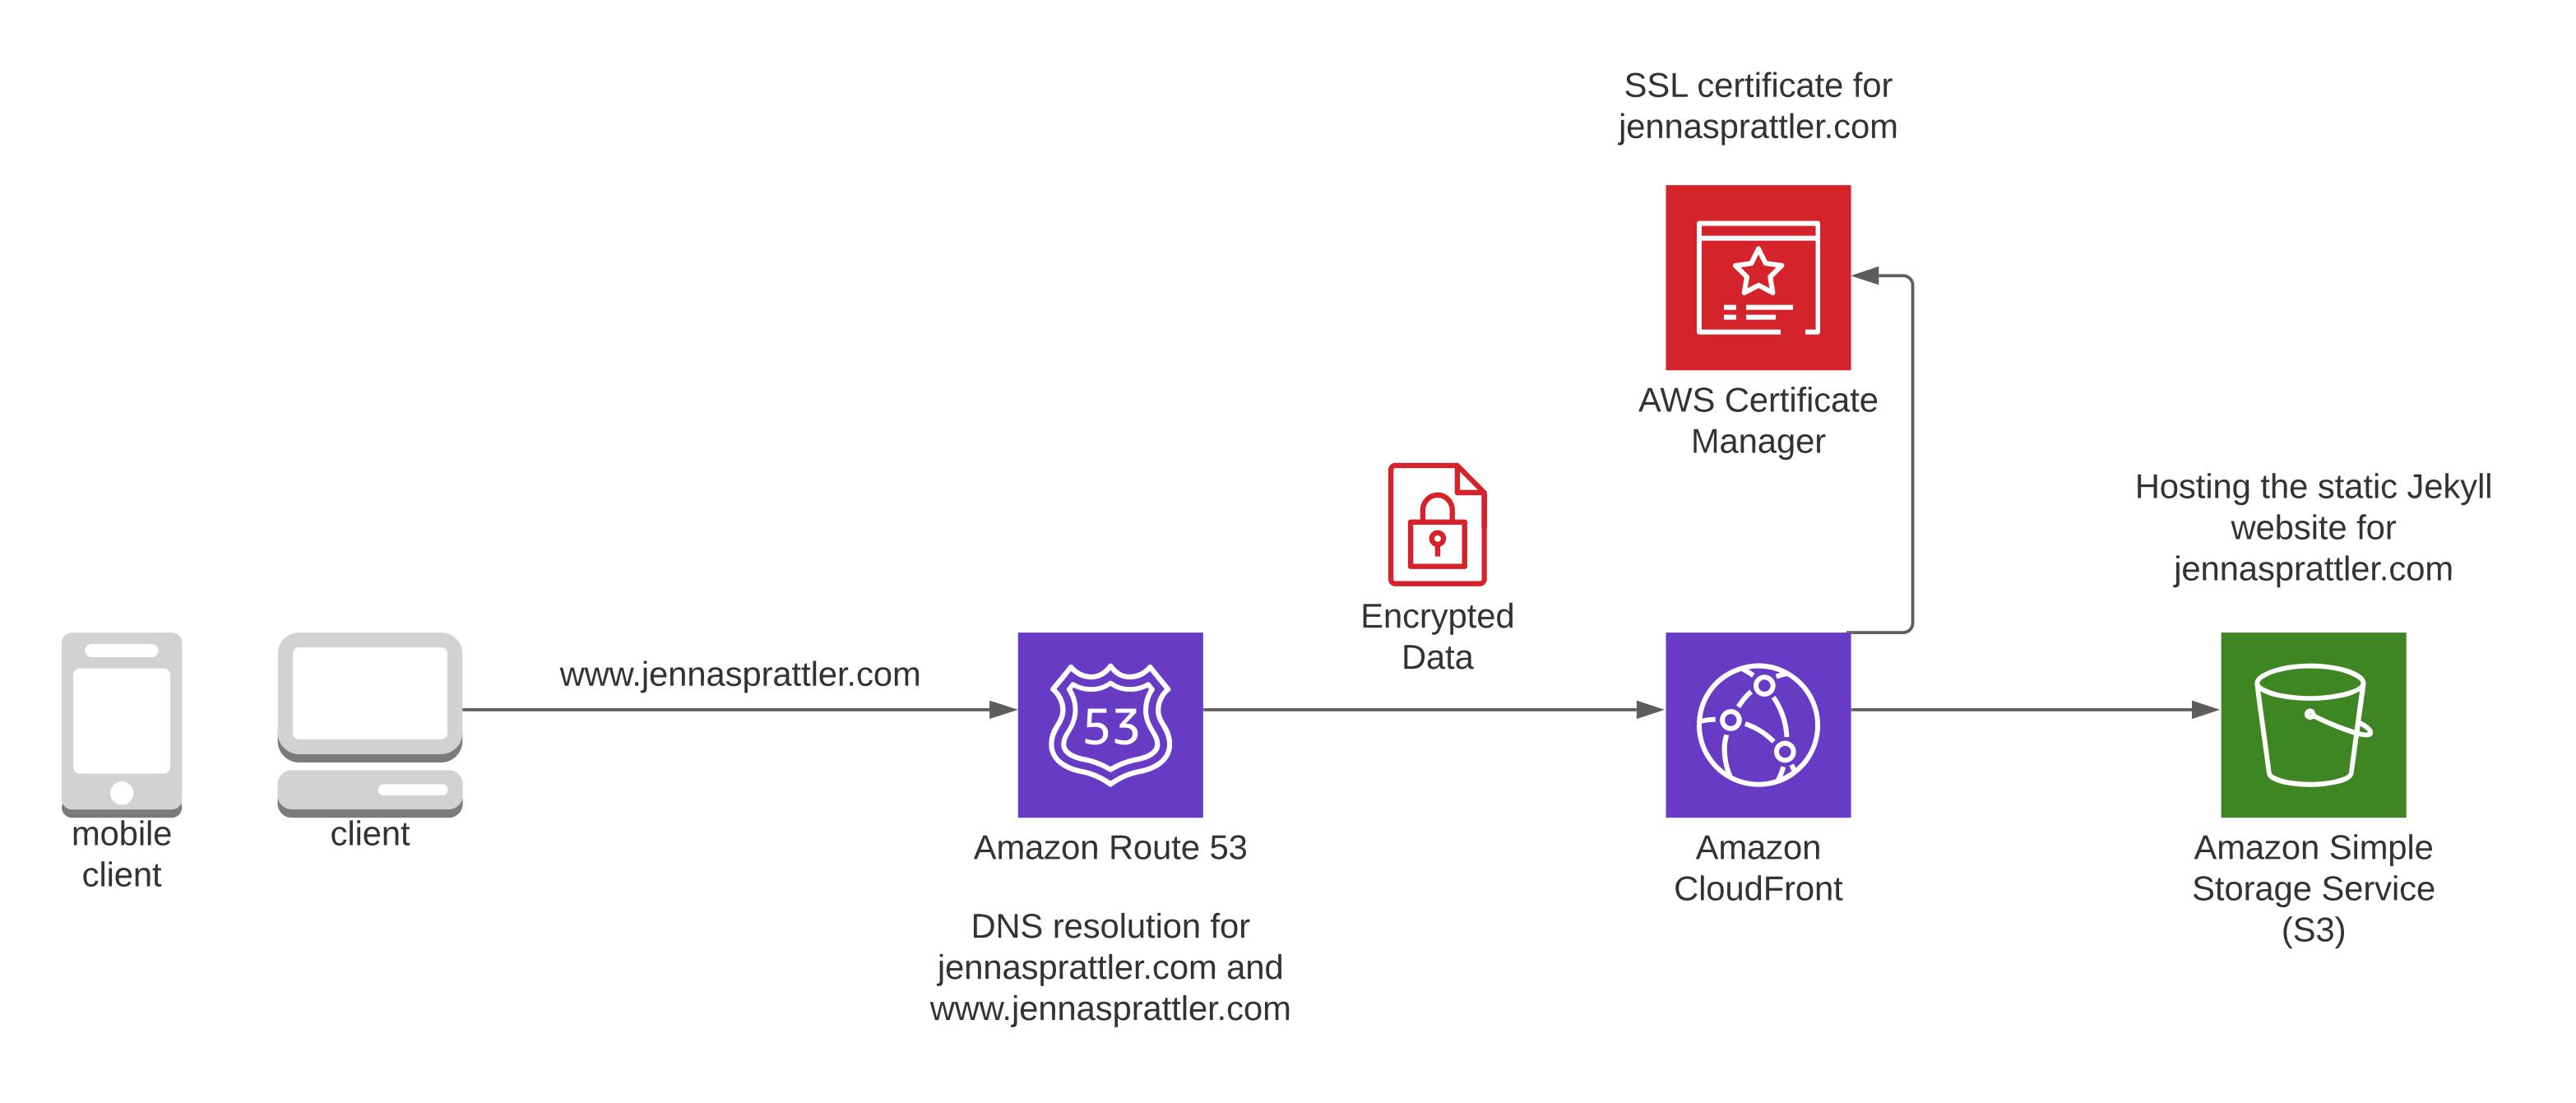 SSL certificate for
jennasprattler.com
AWS Certificate
Manager
Hosting the static Jekyll
website for
jennasprattler.com
Encrypted
Data
www.jennasprattler.com
53
mobile
client
client
Amazon Route 53
DNS resolution for
jennasprattler.com and
www.jennasprattler.com
Amazon
CloudFront
Amazon Simple
Storage Service
(S3)